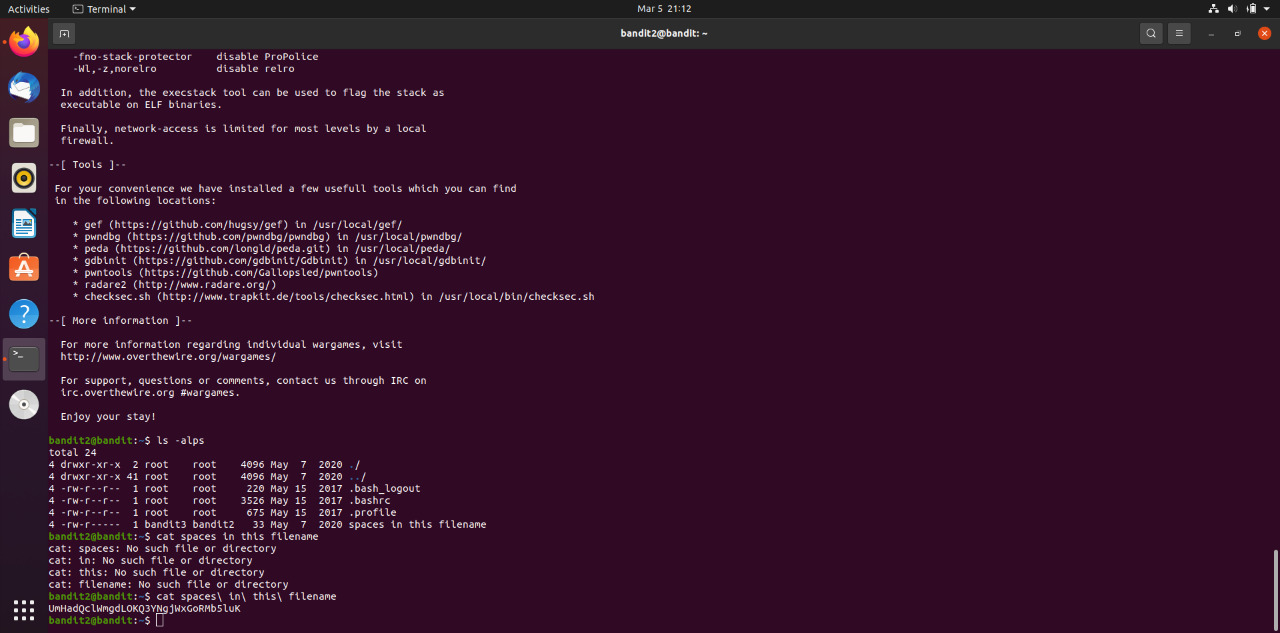 Activities
Terminal
Mar 5 21:12
bandit2@bandit: ~
-fno-stack-protector    disable ProPolice
-Wl,-z,norelro          disable relro
In addition, the execstack tool can be used to flag the stack as
executable on ELF binaries.
Finally, network-access is limited for most levels by a local
firewall.
--[ Tools ]--
For your convenience we have installed a few usefull tools which you can find
in the following locations:
* gef (https://github.com/hugsy/gef) in /usr/local/gef/
* pwndbg (https://github.com/pwndbg/pwndbg) in /usr/local/pwndbg/
* peda (https://github.com/longld/peda.git) in /usr/local/peda/
* gdbinit (https://github.com/gdbinit/Gdbinit) in /usr/local/gdbinit/
* pwntools (https://github.com/Gallopsled/pwntools)
* radare2 (http://www.radare.org/)
* checksec.sh (http://www.trapkit.de/tools/checksec.html) in /usr/local/bin/checksec.sh
--[ More information ]--
For more information regarding individual wargames, visit
http://www.overthewire.org/wargames/
For support, questions or comments, contact us through IRC on
irc.overthewire.org #wargames.
Enjoy your stay!
bandit2@bandit:~$ ls -alps
total 24
4 drwxr-xr-x  2 root    root    4096 May  7  2020 ./
4 drwxr-xr-x 41 root    root    4096 May  7  2020 ../
4 -rw-r--r--  1 root    root     220 May 15  2017 .bash_logout
4 -rw-r--r--  1 root    root    3526 May 15  2017 .bashrc
4 -rw-r--r--  1 root    root     675 May 15  2017 .profile
4 -rw-r-----  1 bandit3 bandit2   33 May  7  2020 spaces in this filename
bandit2@bandit:~$ cat spaces in this filename
cat: spaces: No such file or directory
cat: in: No such file or directory
cat: this: No such file or directory
cat: filename: No such file or directory
bandit2@bandit:~$ cat spaces\ in\ this\ filename
UmHadQclWmgdLOKQ3YNgjWxGoRMb5luK
bandit2@bandit:~$